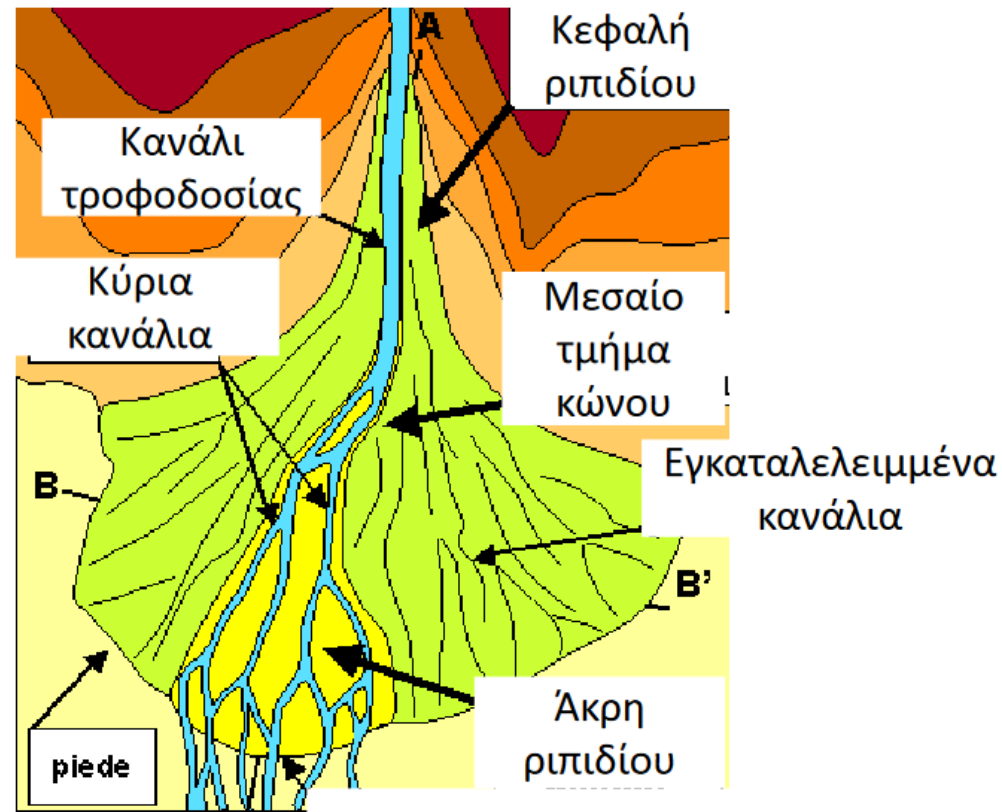 A
Κεφαλή
ριπιδίου
Κανάλι
τροφοδοσίας
Κύρια
κανάλια
Μεσαίο
τμήμα
κώνου
Εγκαταλελειμμένα
κανάλια
B
B'
Άκρη
ριπιδίου
piede